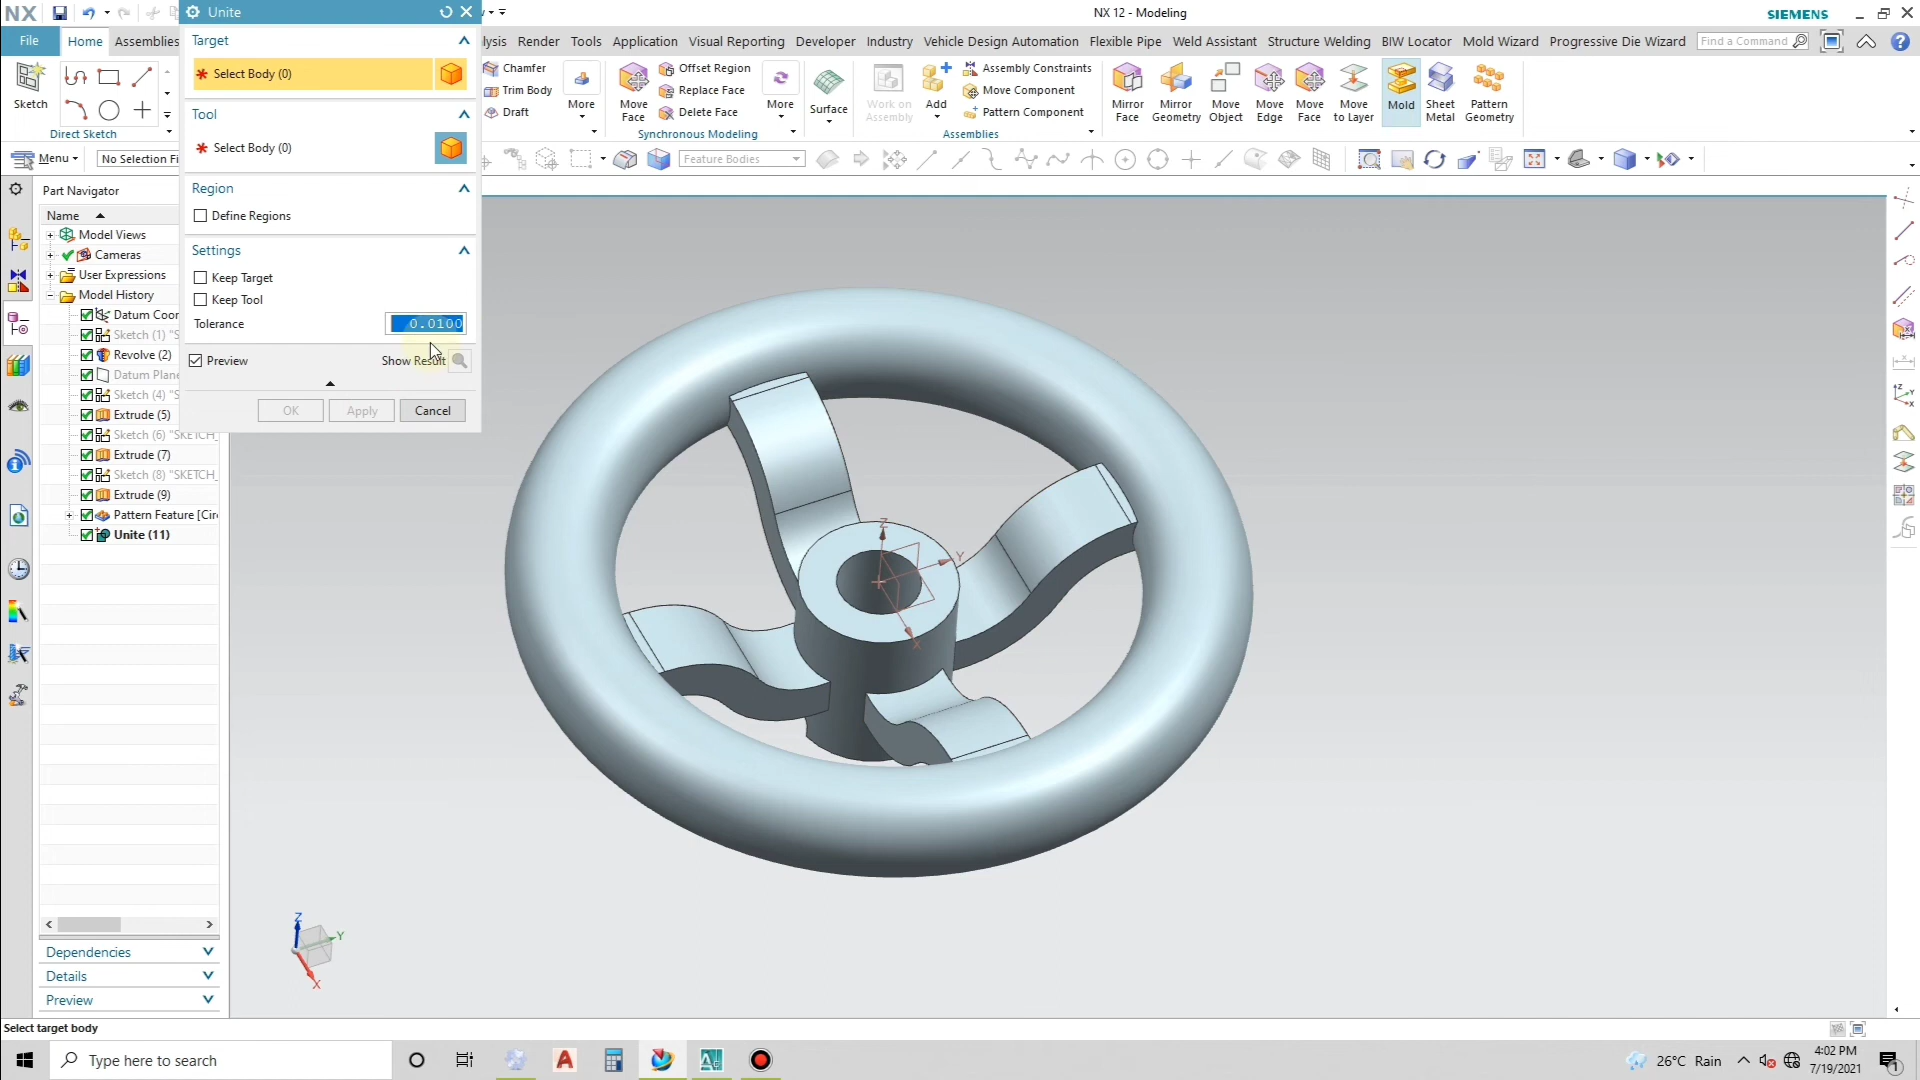 NX
Unite
NX 12 - Modeling
SIEMENS
File
Home
Assemblies
lysis
Render
Tools
Application
Visual Reporting
Developer
Industry
Vehicle Design Automation
Flexible Pipe
Weld Assistant
Structure Welding
BIW Locator
Mold Wizard
Progressive Die Wizard
Find a Command
Sketch
Direct Sketch
Chamfer
Trim Body
Draft
More
Move
Face
Offset Region
Replace Face
Delete Face
More
Synchronous Modeling
Surface
Work on
Assembly
Add
Assembly Constraints
Move Component
Pattern Component
Assemblies
Mirror
Face
Mirror
Geometry
Move
Object
Move
Edge
Move
Face
Move
to Layer
Mold
Sheet
Metal
Pattern
Geometry
Menu
No Selection Fi
Feature Bodies
Target
* Select Body (0)
Tool
* Select Body (0)
Region
Define Regions
Settings
Keep Target
Keep Tool
Tolerance
0.0100
Preview
Show Result
OK
Apply
Cancel
Part Navigator
Name
Model Views
Cameras
User Expressions
Model History
Datum Coor
Sketch (1) "S
Revolve (2)
Datum Plane
Sketch (4) "S
Extrude (5)
Sketch (6) "SKETCH_
Extrude (7)
Sketch (8) "SKETCH_
Extrude (9)
Pattern Feature [Cir
Unite (11)
Dependencies
Details
Preview
Z
Y
X
Z
Y
X
Select target body
Type here to search
26°C Rain
4:02 PM
7/19/2021
1